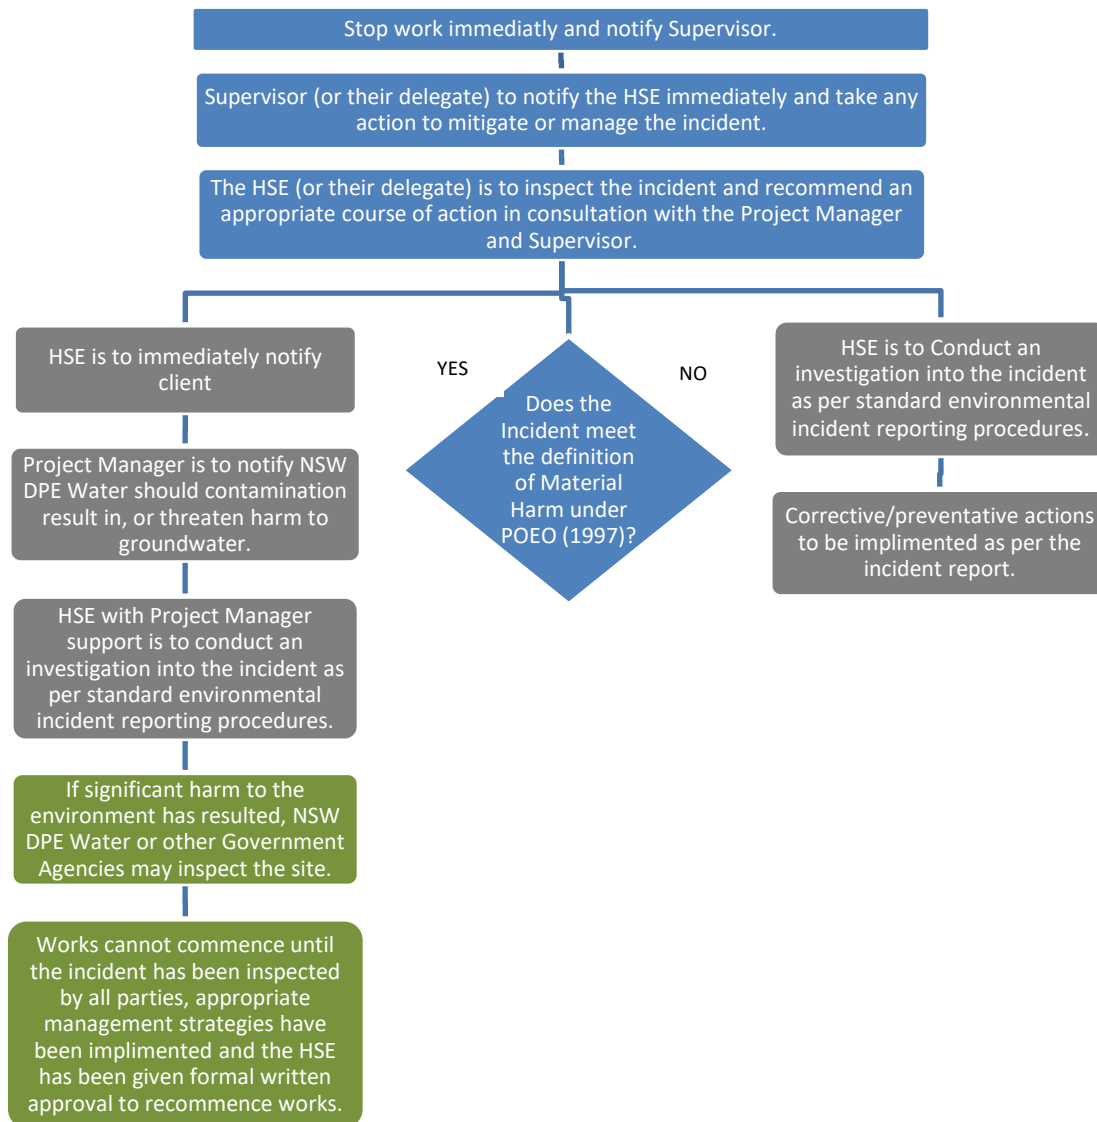 Stop work immediatly and notify Supervisor.
Supervisor (or their delegate) to notify the HSE immediately and take any
action to mitigate or manage the incident.
The HSE (or their delegate) is to inspect the incident and recommend an
appropriate course of action in consultation with the Project Manager
and Supervisor.
HSE is to immediately notify
client
Project Manager is to notify NSW
DPE Water should contamination
result in, or threaten harm to
groundwater.
HSE with Project Manager
support is to conduct an
investigation into the incident as
per standard environmental
incident reporting procedures.
If significant harm to the
environment has resulted, NSW
DPE Water or other Government
Agencies may inspect the site.
Works cannot commence until
the incident has been inspected
by all parties, appropriate
management strategies have
been implimented and the HSE
has been given formal written
approval to recommence works.
YES
Does the
Incident meet
the definition
of Material
Harm under
POEO (1997)?
NO
HSE is to Conduct an
investigation into the incident
as per standard environmental
incident reporting procedures.
Corrective/preventative actions
to be implimented as per the
incident report.